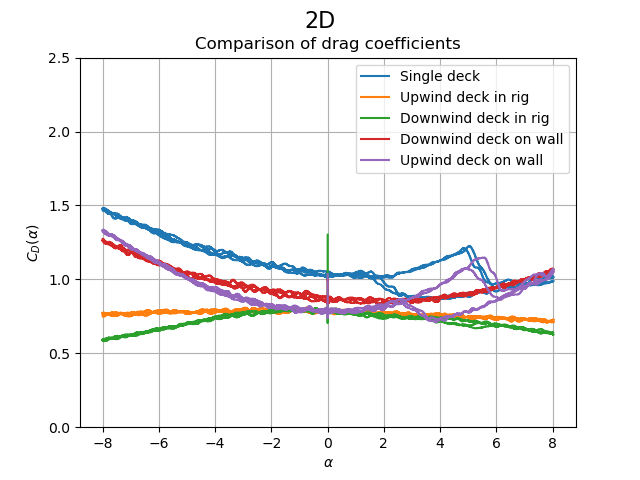 2D
Comparison of drag coefficients
Single deck
Upwind deck in rig
Downwind deck in rig
Downwind deck on wall
Upwind deck on wall
2.5
2.0
1.5
1.0
0.5
0.0
C_D(α)
−8 −6 −4 −2 0 2 4 6 8
α